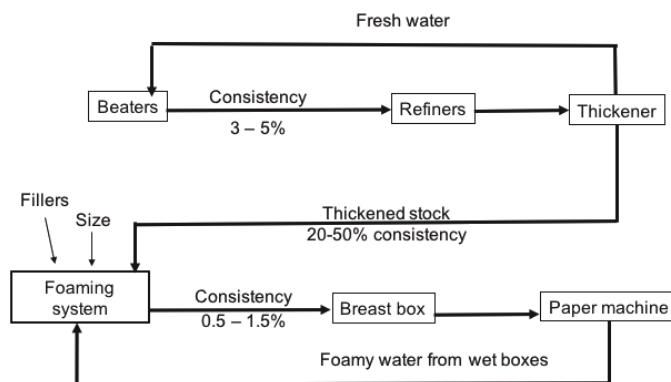 Fresh water
Beaters
Consistency
3 – 5%
Refiners
Thickener
Fillers
Size
Thickened stock
20-50% consistency
Foaming
system
Consistency
0.5 – 1.5%
Breast box
Paper machine
Foamy water from wet boxes